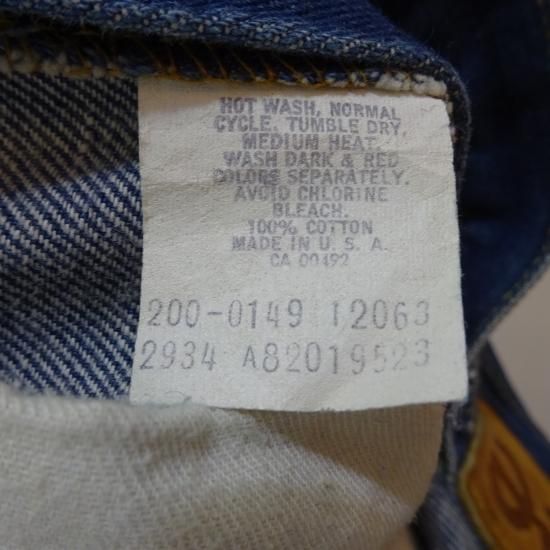 HOT WASH, NORMAL
CYCLE. TUMBLE DRY,
MEDIUM HEAT.
WASH DARK & RED
COLORS SEPARATELY.
AVOID CHLORINE
BLEACH.
100% COTTON
MADE IN U. S. A.
CA 00492
200-0149 12063
2934 A82019523